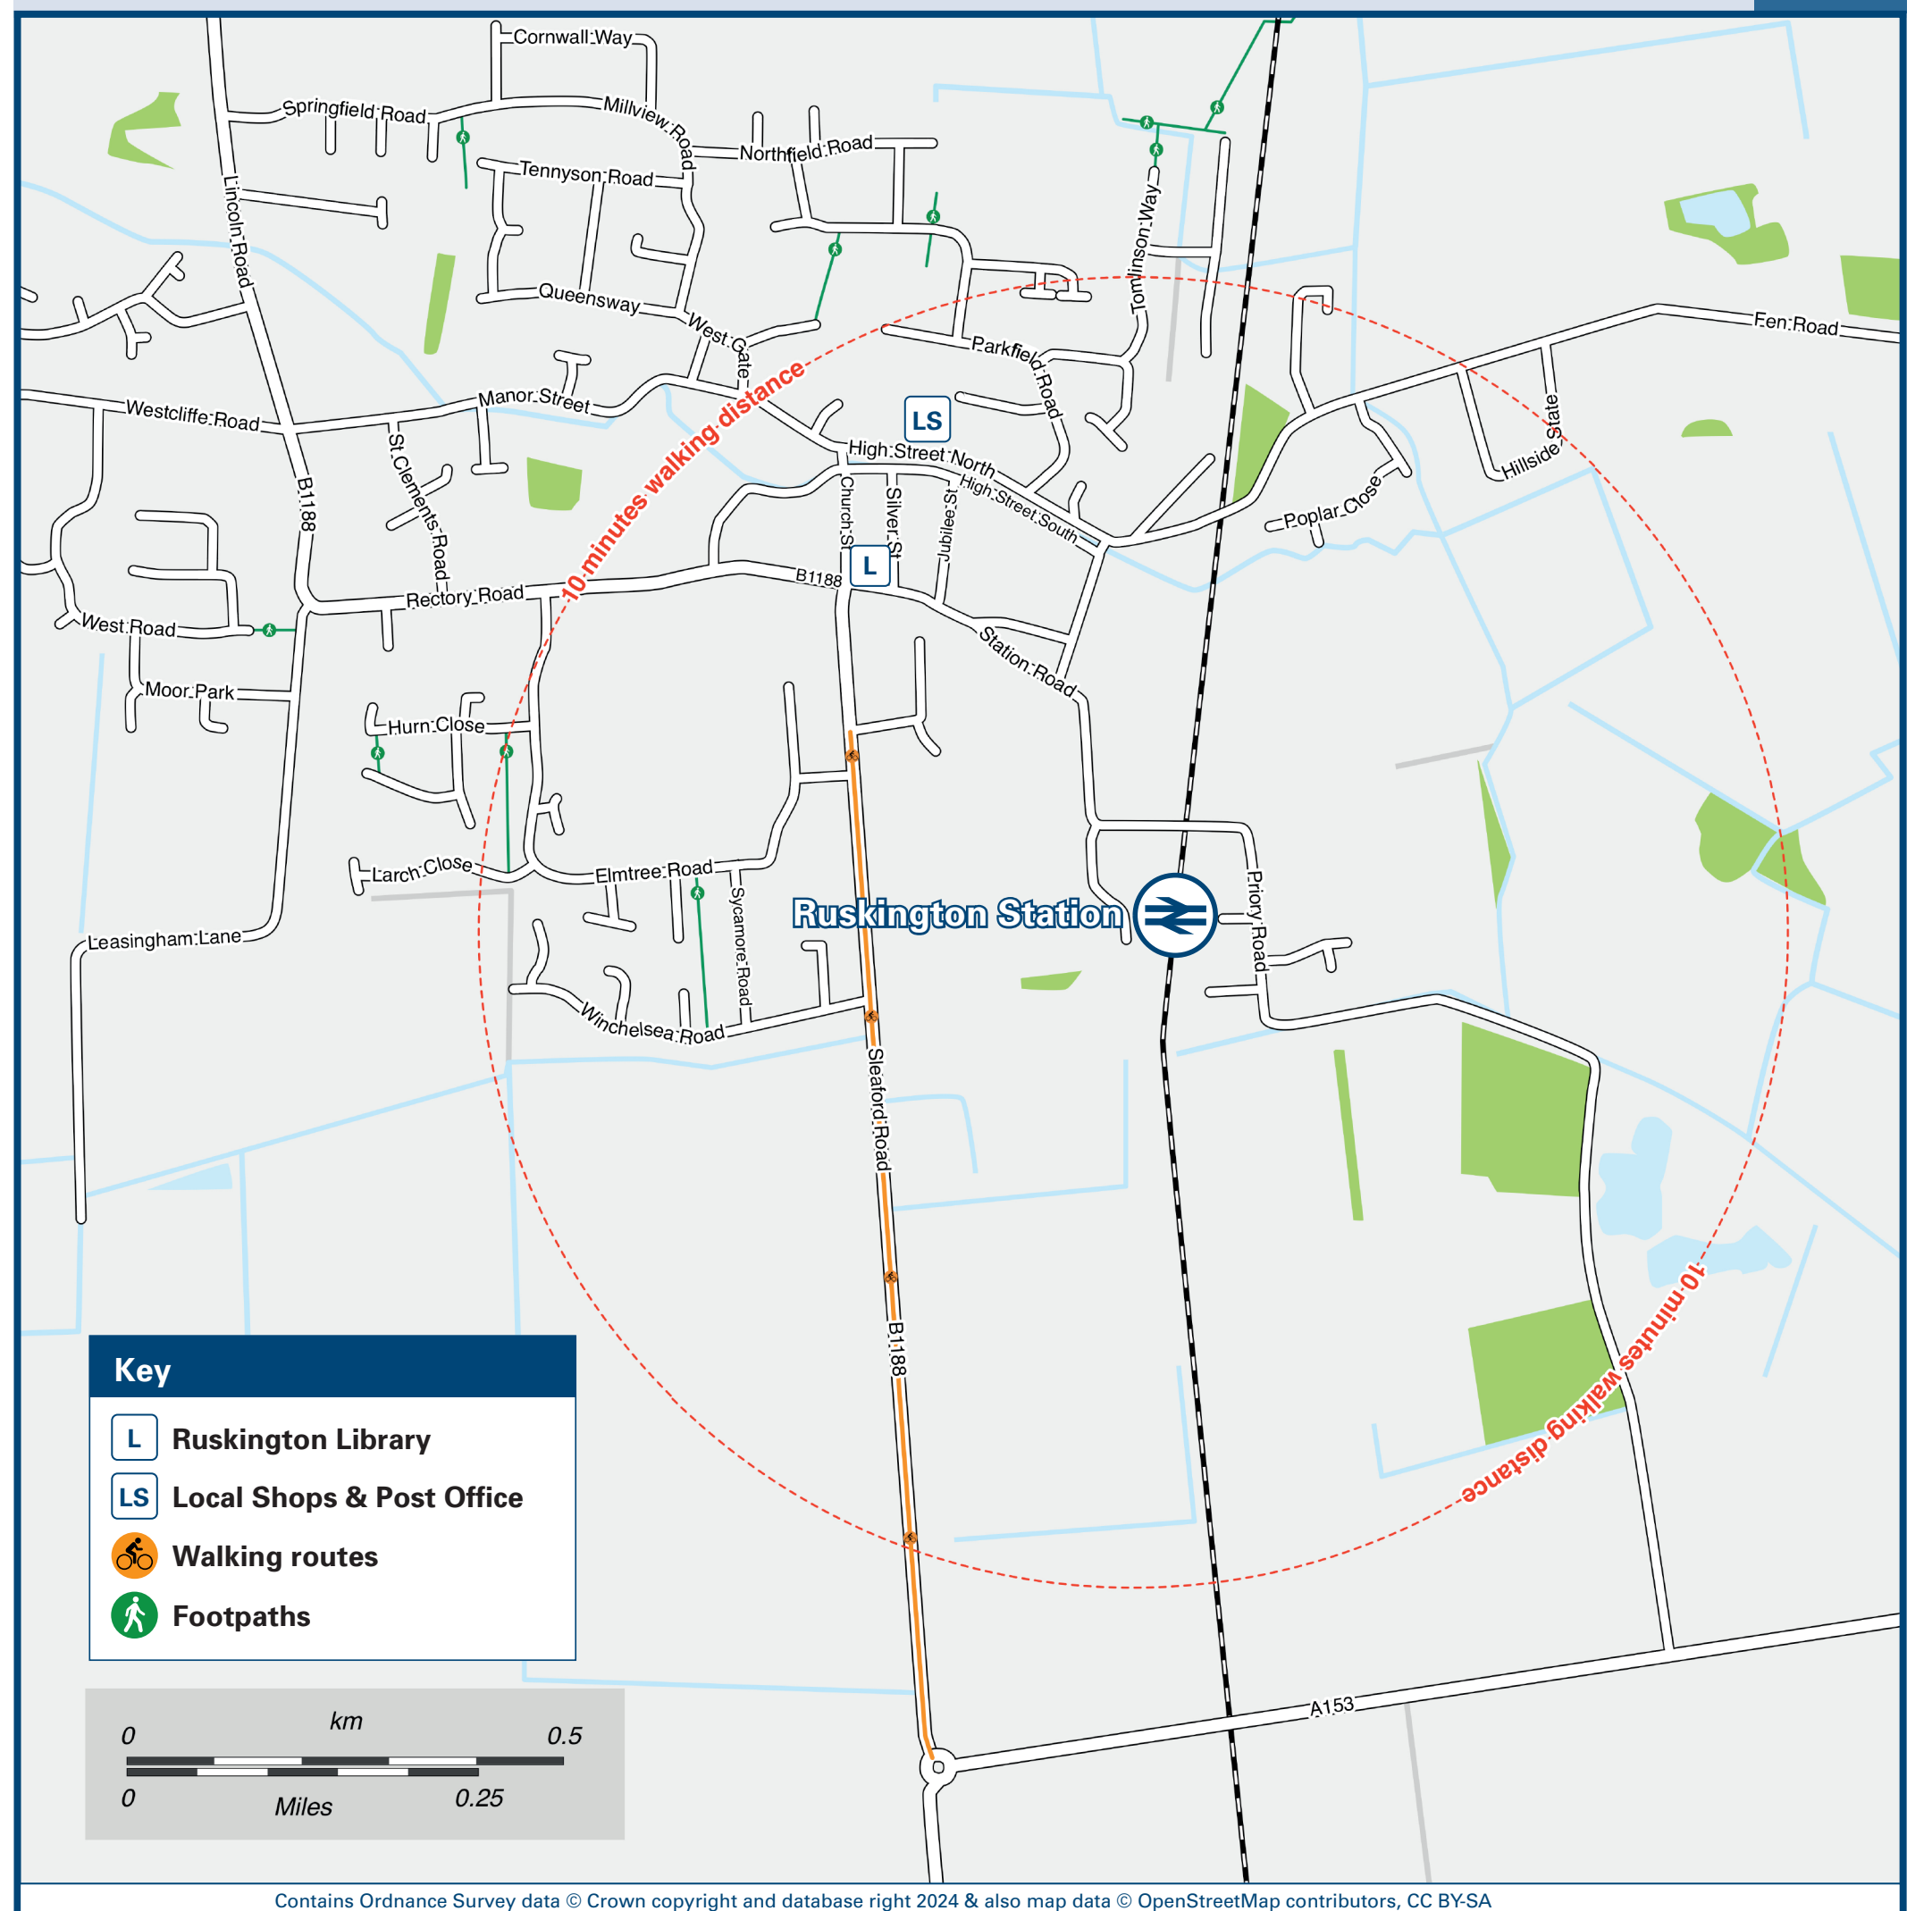 Cornwall Way
Springfield Road
Millview Road
Northfield Road
Tennyson Road
Lincoln Road
Tomlinson Way
Queensway
West Gate
Parkfield Road
Fen Road
Manor Street
Westcliffe Road
10 minutes walking distance
LS
High Street North
High Street South
Hillside Estate
Poplar Close
St Clements Road
B1188
Church St
Silver St
Jubilee St
L
B1188
Rectory Road
West Road
Station Road
Moor Park
Hurn Close
Larch Close
Elmtree Road
Sycamore Road
Ruskington Station
Priory Road
Leasingham Lane
Winchelsea Road
Sleaford Road
B1188
10 minutes walking distance
A153
Key
L Ruskington Library
LS Local Shops & Post Office
Walking routes
Footpaths
km
0 0.5
0 0.25
Miles
Contains Ordnance Survey data © Crown copyright and database right 2024 & also map data © OpenStreetMap contributors, CC BY-SA